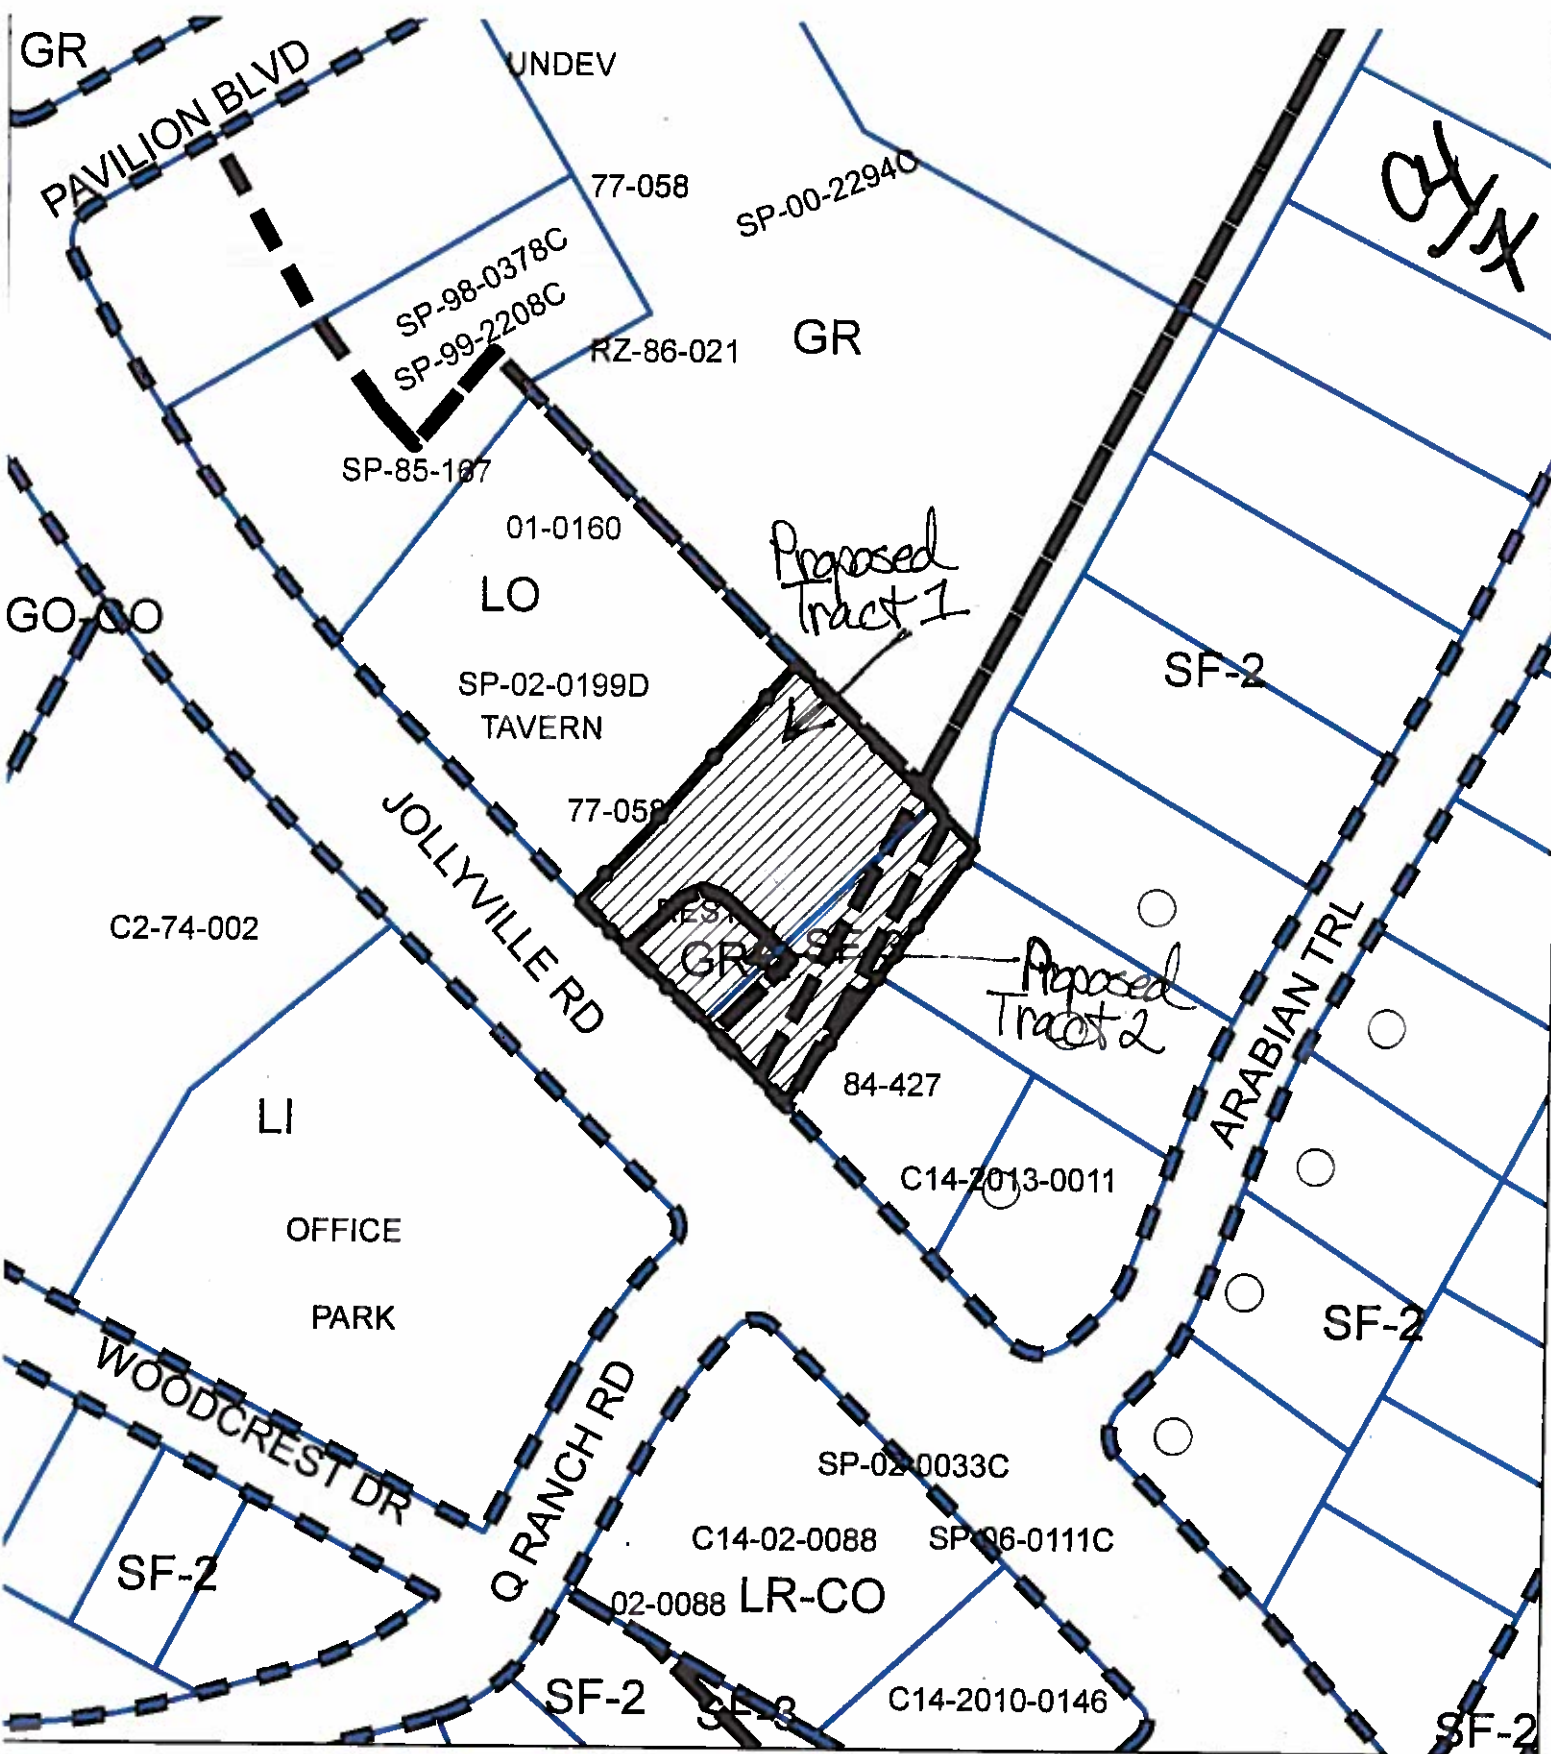 GR
PAVILION BLVD
UNDEV
77-058
SP-00-2294C
SP-98-0378C
SP-99-2208C
RZ-86-021
GR
SP-85-167
01-0160
LO
Proposed
Tract 1
GO-CO
SF-2
SP-02-0199D
TAVERN
77-058
JOLLYVILLE RD
REST
GR
C2-74-002
Proposed
Tract 2
ARABIAN TRL
84-427
LI
C14-2013-0011
OFFICE
PARK
SF-2
WOODCREST DR
Q RANCH RD
SP-02-0033C
C14-02-0088
SP-06-0111C
SF-2
02-0088
LR-CO
SF-2
SF-3
C14-2010-0146
SF-2